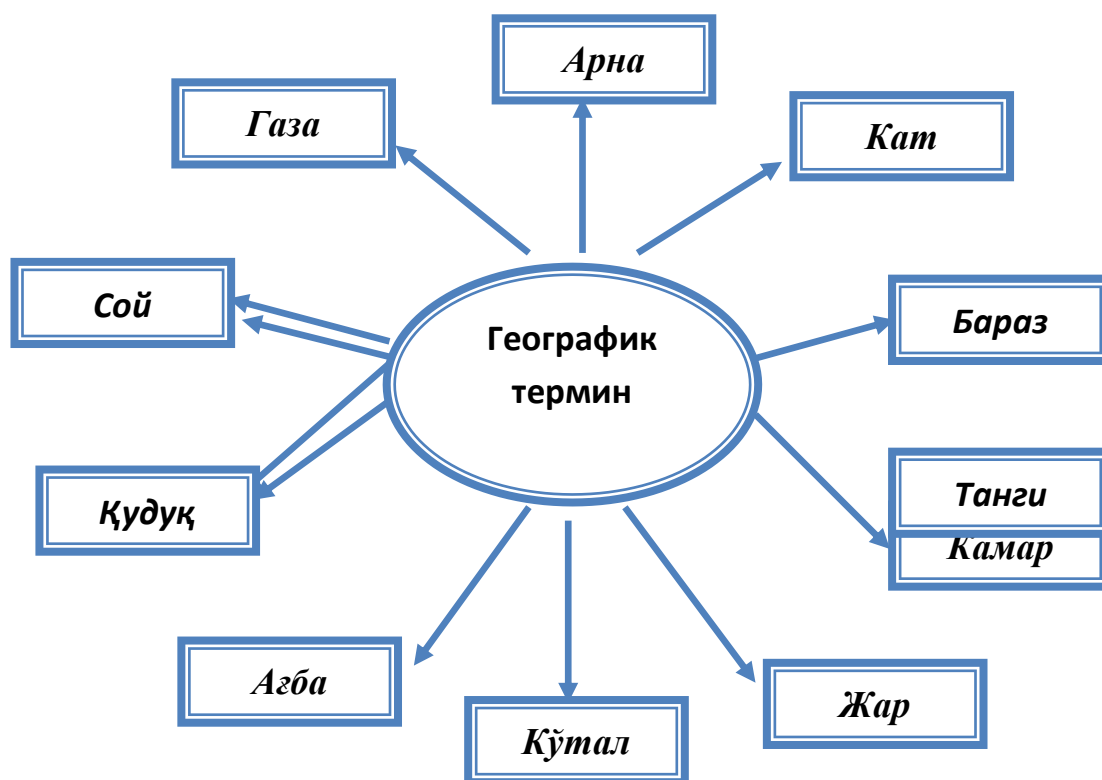 Арна
Газа
Кат
Сой
Географик
термин
Бараз
Қудуқ
Танги
Камар
Ағба
Кўтал
Жар